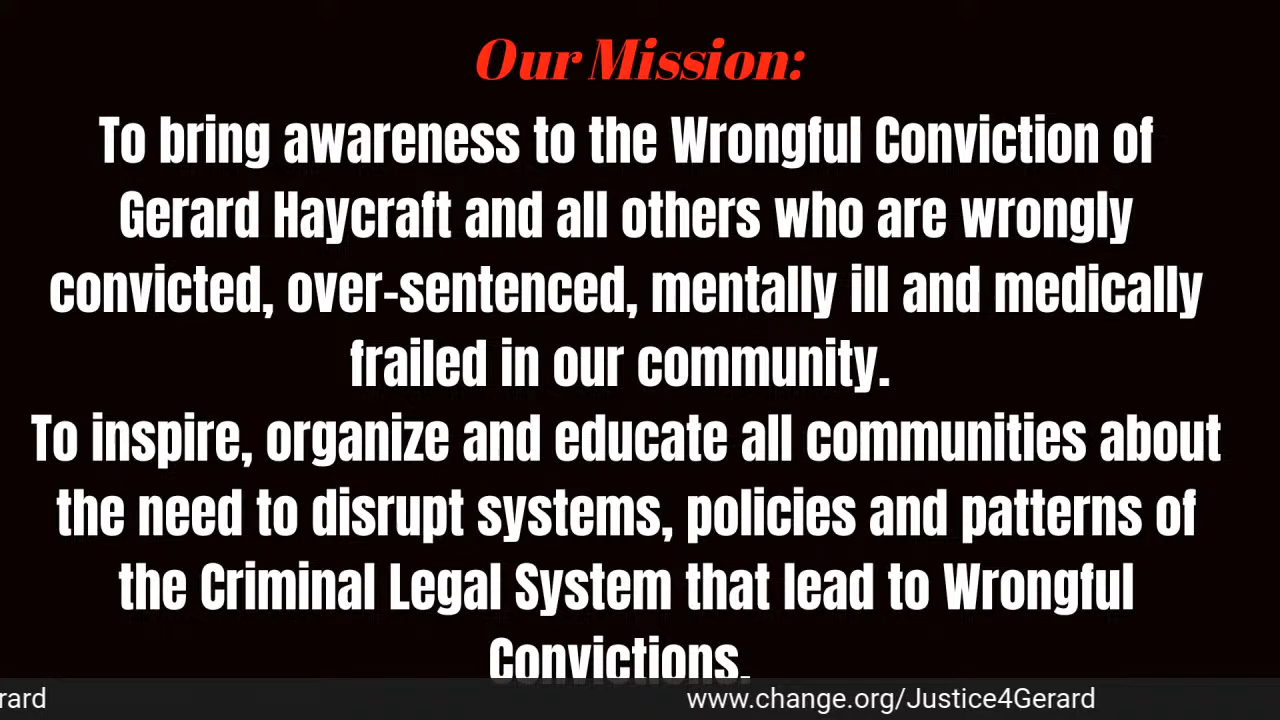 Our Mission:
To bring awareness to the Wrongful Conviction of
Gerard Haycraft and all others who are wrongly
convicted, over-sentenced, mentally ill and medically
frailed in our community.
To inspire, organize and educate all communities about
the need to disrupt systems, policies and patterns of
the Criminal Legal System that lead to Wrongful
Convictions.
erard www.change.org/Justice4Gerard